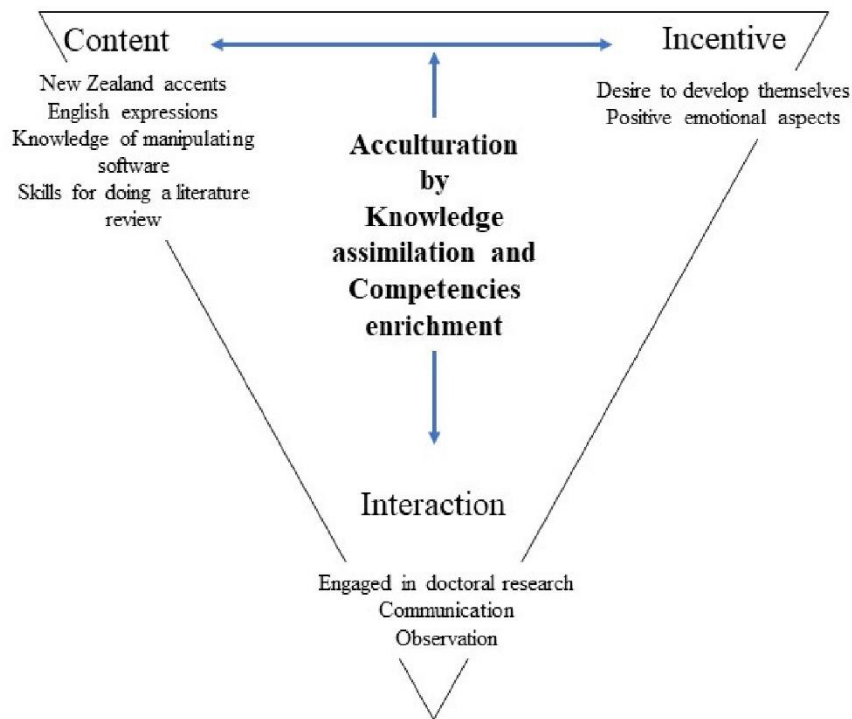 Content
New Zealand accents
English expressions
Knowledge of manipulating
software
Skills for doing a literature
review
Incentive
Desire to develop themselves
Positive emotional aspects
Acculturation
by
Knowledge
assimilation and
Competencies
enrichment
Interaction
Engaged in doctoral research
Communication
Observation